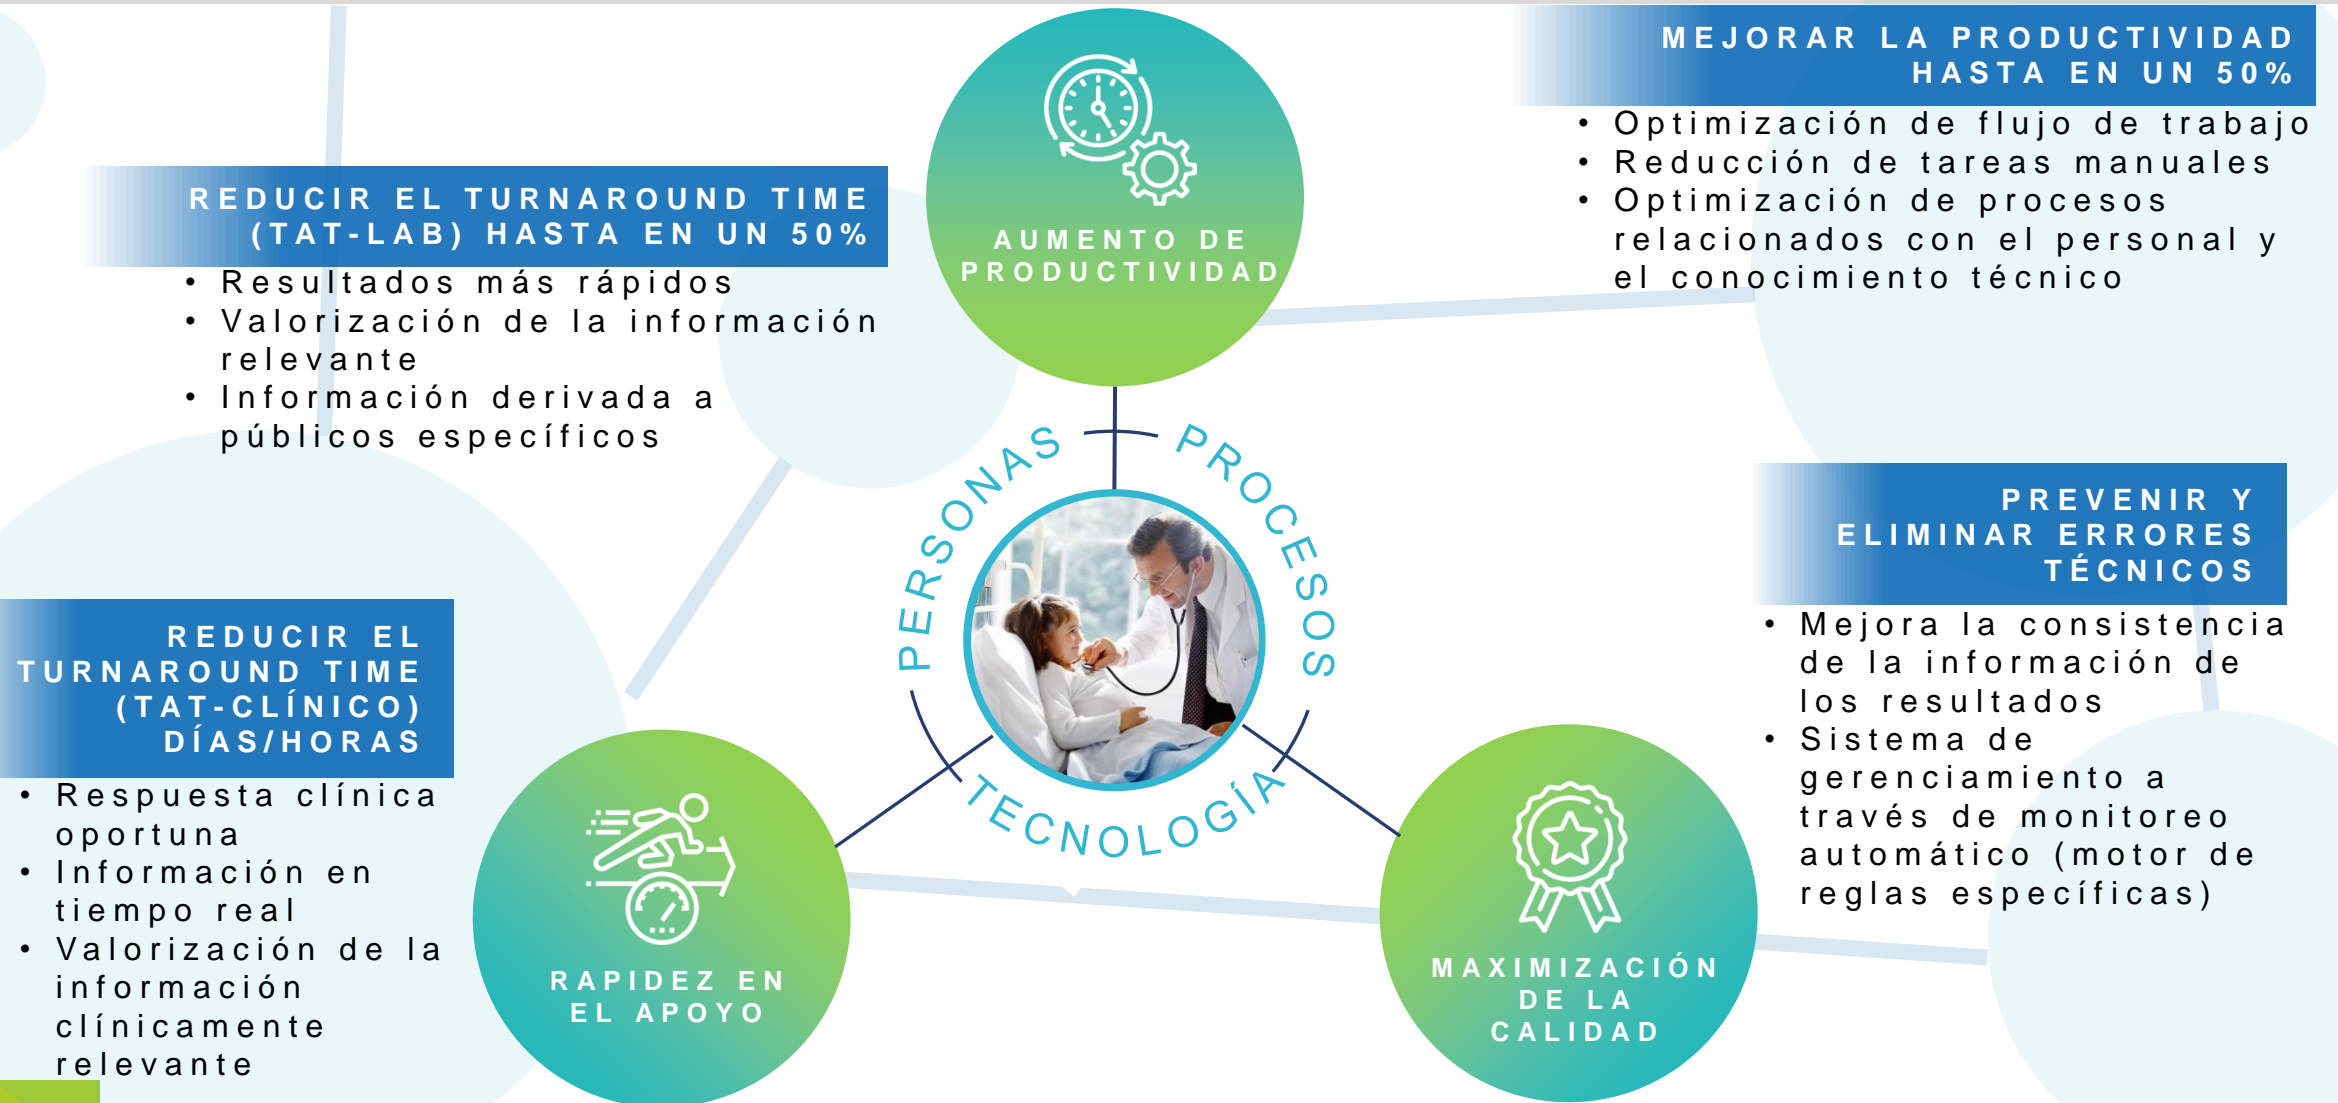 MEJORAR LA PRODUCTIVIDAD
HASTA EN UN 50%
• Optimización de flujo de trabajo
• Reducción de tareas manuales
• Optimización de procesos
relacionados con el personal y
el conocimiento técnico
REDUCIR EL TURNAROUND TIME
(TAT-LAB) HASTA EN UN 50%
• Resultados más rápidos
• Valorización de la información
relevante
• Información derivada a
públicos específicos
AUMENTO DE
PRODUCTIVIDAD
PERSONAS
PROCESOS
TECNOLOGÍA
PREVENIR Y
ELIMINAR ERRORES
TÉCNICOS
• Mejora la consistencia
de la información de
los resultados
• Sistema de
gerenciamiento a
través de monitoreo
automático (motor de
reglas específicas)
REDUCIR EL
TURNAROUND TIME
(TAT-CLÍNICO)
DÍAS/HORAS
• Respuesta clínica
oportuna
• Información en
tiempo real
• Valorización de la
información
clínicamente
relevante
RAPIDEZ EN
EL APOYO
MAXIMIZACIÓN
DE LA
CALIDAD